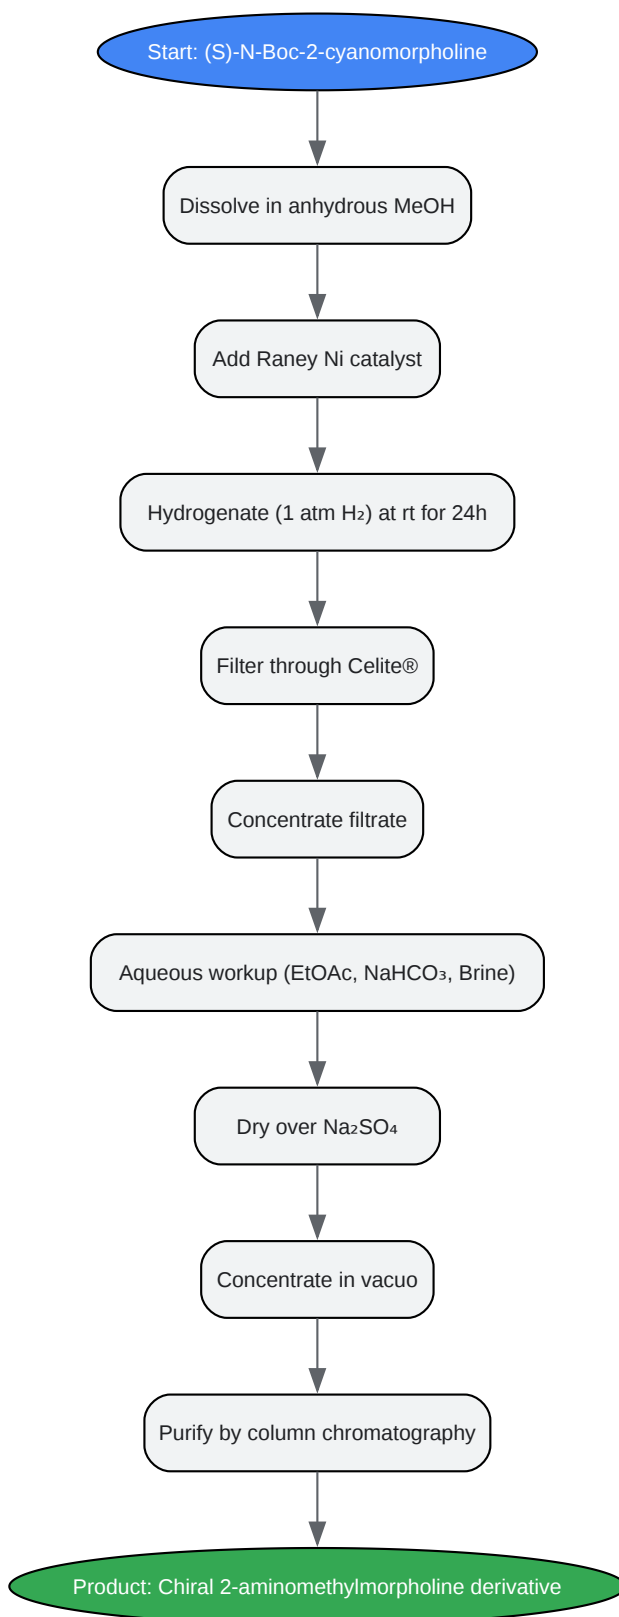 Start: (S)-N-Boc-2-cyanomorpholine
Dissolve in anhydrous MeOH
Add Raney Ni catalyst
Hydrogenate (1 atm H₂) at rt for 24h
Filter through Celite®
Concentrate filtrate
Aqueous workup (EtOAc, NaHCO₃, Brine)
Dry over Na₂SO₄
Concentrate in vacuo
Purify by column chromatography
Product: Chiral 2-aminomethylmorpholine derivative